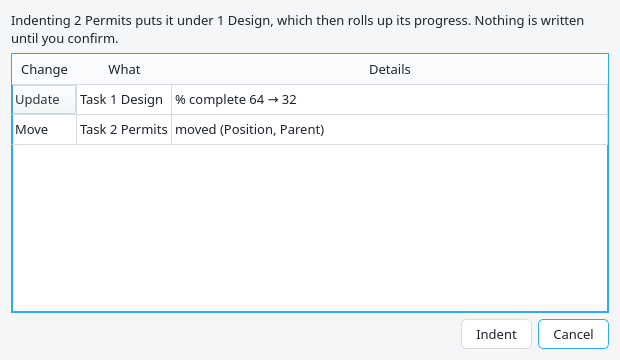 Indenting 2 Permits puts it under 1 Design, which then rolls up its progress. Nothing is written
until you confirm.
Change What Details
Update Task 1 Design % complete 64 → 32
Move Task 2 Permits moved (Position, Parent)
Indent Cancel